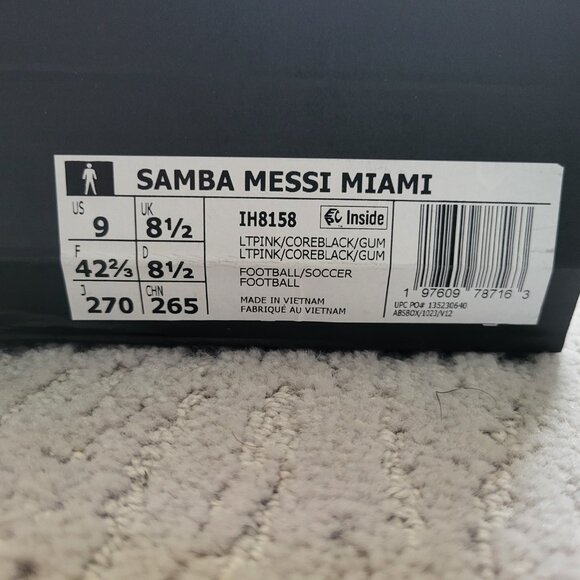 SAMBA MESSI MIAMI
US 9 UK 8½
F 42⅔ D 8½
J 270 CHN 265
IH8158 Inside
LTPINK/COREBLACK/GUM
LTPINK/COREBLACK/GUM
FOOTBALL/SOCCER
FOOTBALL
MADE IN VIETNAM
FABRIQUÉ AU VIETNAM
1 97609 78716 3
UPC PO# 135230640
ABSBOX/1023/V12